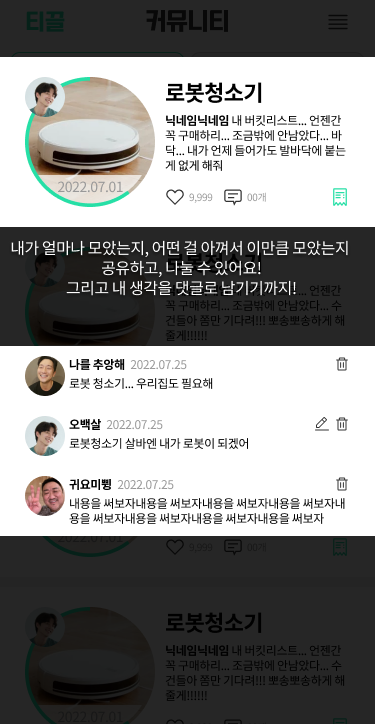 티끌
커뮤니티
로봇청소기
닉네임닉네임 내 버킷리스트... 언젠간
꼭 구매하리... 조금밖에 안남았다... 바
닥... 내가 언제 들어가도 발바닥에 붙는
게 없게 해줘
2022.07.01
9,999
00개
내가 얼마나 모았는지, 어떤 걸 아껴서 이만큼 모았는지
공유하고, 나눌 수 있어요!
그리고 내 생각을 댓글로 남기기까지!
꼭 구매하리... 조금밖에 안남았다... 수
건들아 쫌만 기다려!!! 뽀송뽀송하게 해
줄게!!!!!!
나를 추앙해 2022.07.25
로봇 청소기... 우리집도 필요해
오백살 2022.07.25
로봇청소기 살바엔 내가 로봇이 되겠어
귀요미쀵 2022.07.25
내용을 써보자내용을 써보자내용을 써보자내용을 써보자내
용을 써보자내용을 써보자내용을 써보자내용을 써보자
2022.07.01
9,999
00개
로봇청소기
닉네임닉네임 내 버킷리스트... 언젠간
꼭 구매하리... 조금밖에 안남았다... 수
건들아 쫌만 기다려!!! 뽀송뽀송하게 해
줄게!!!!!!
2022.07.01